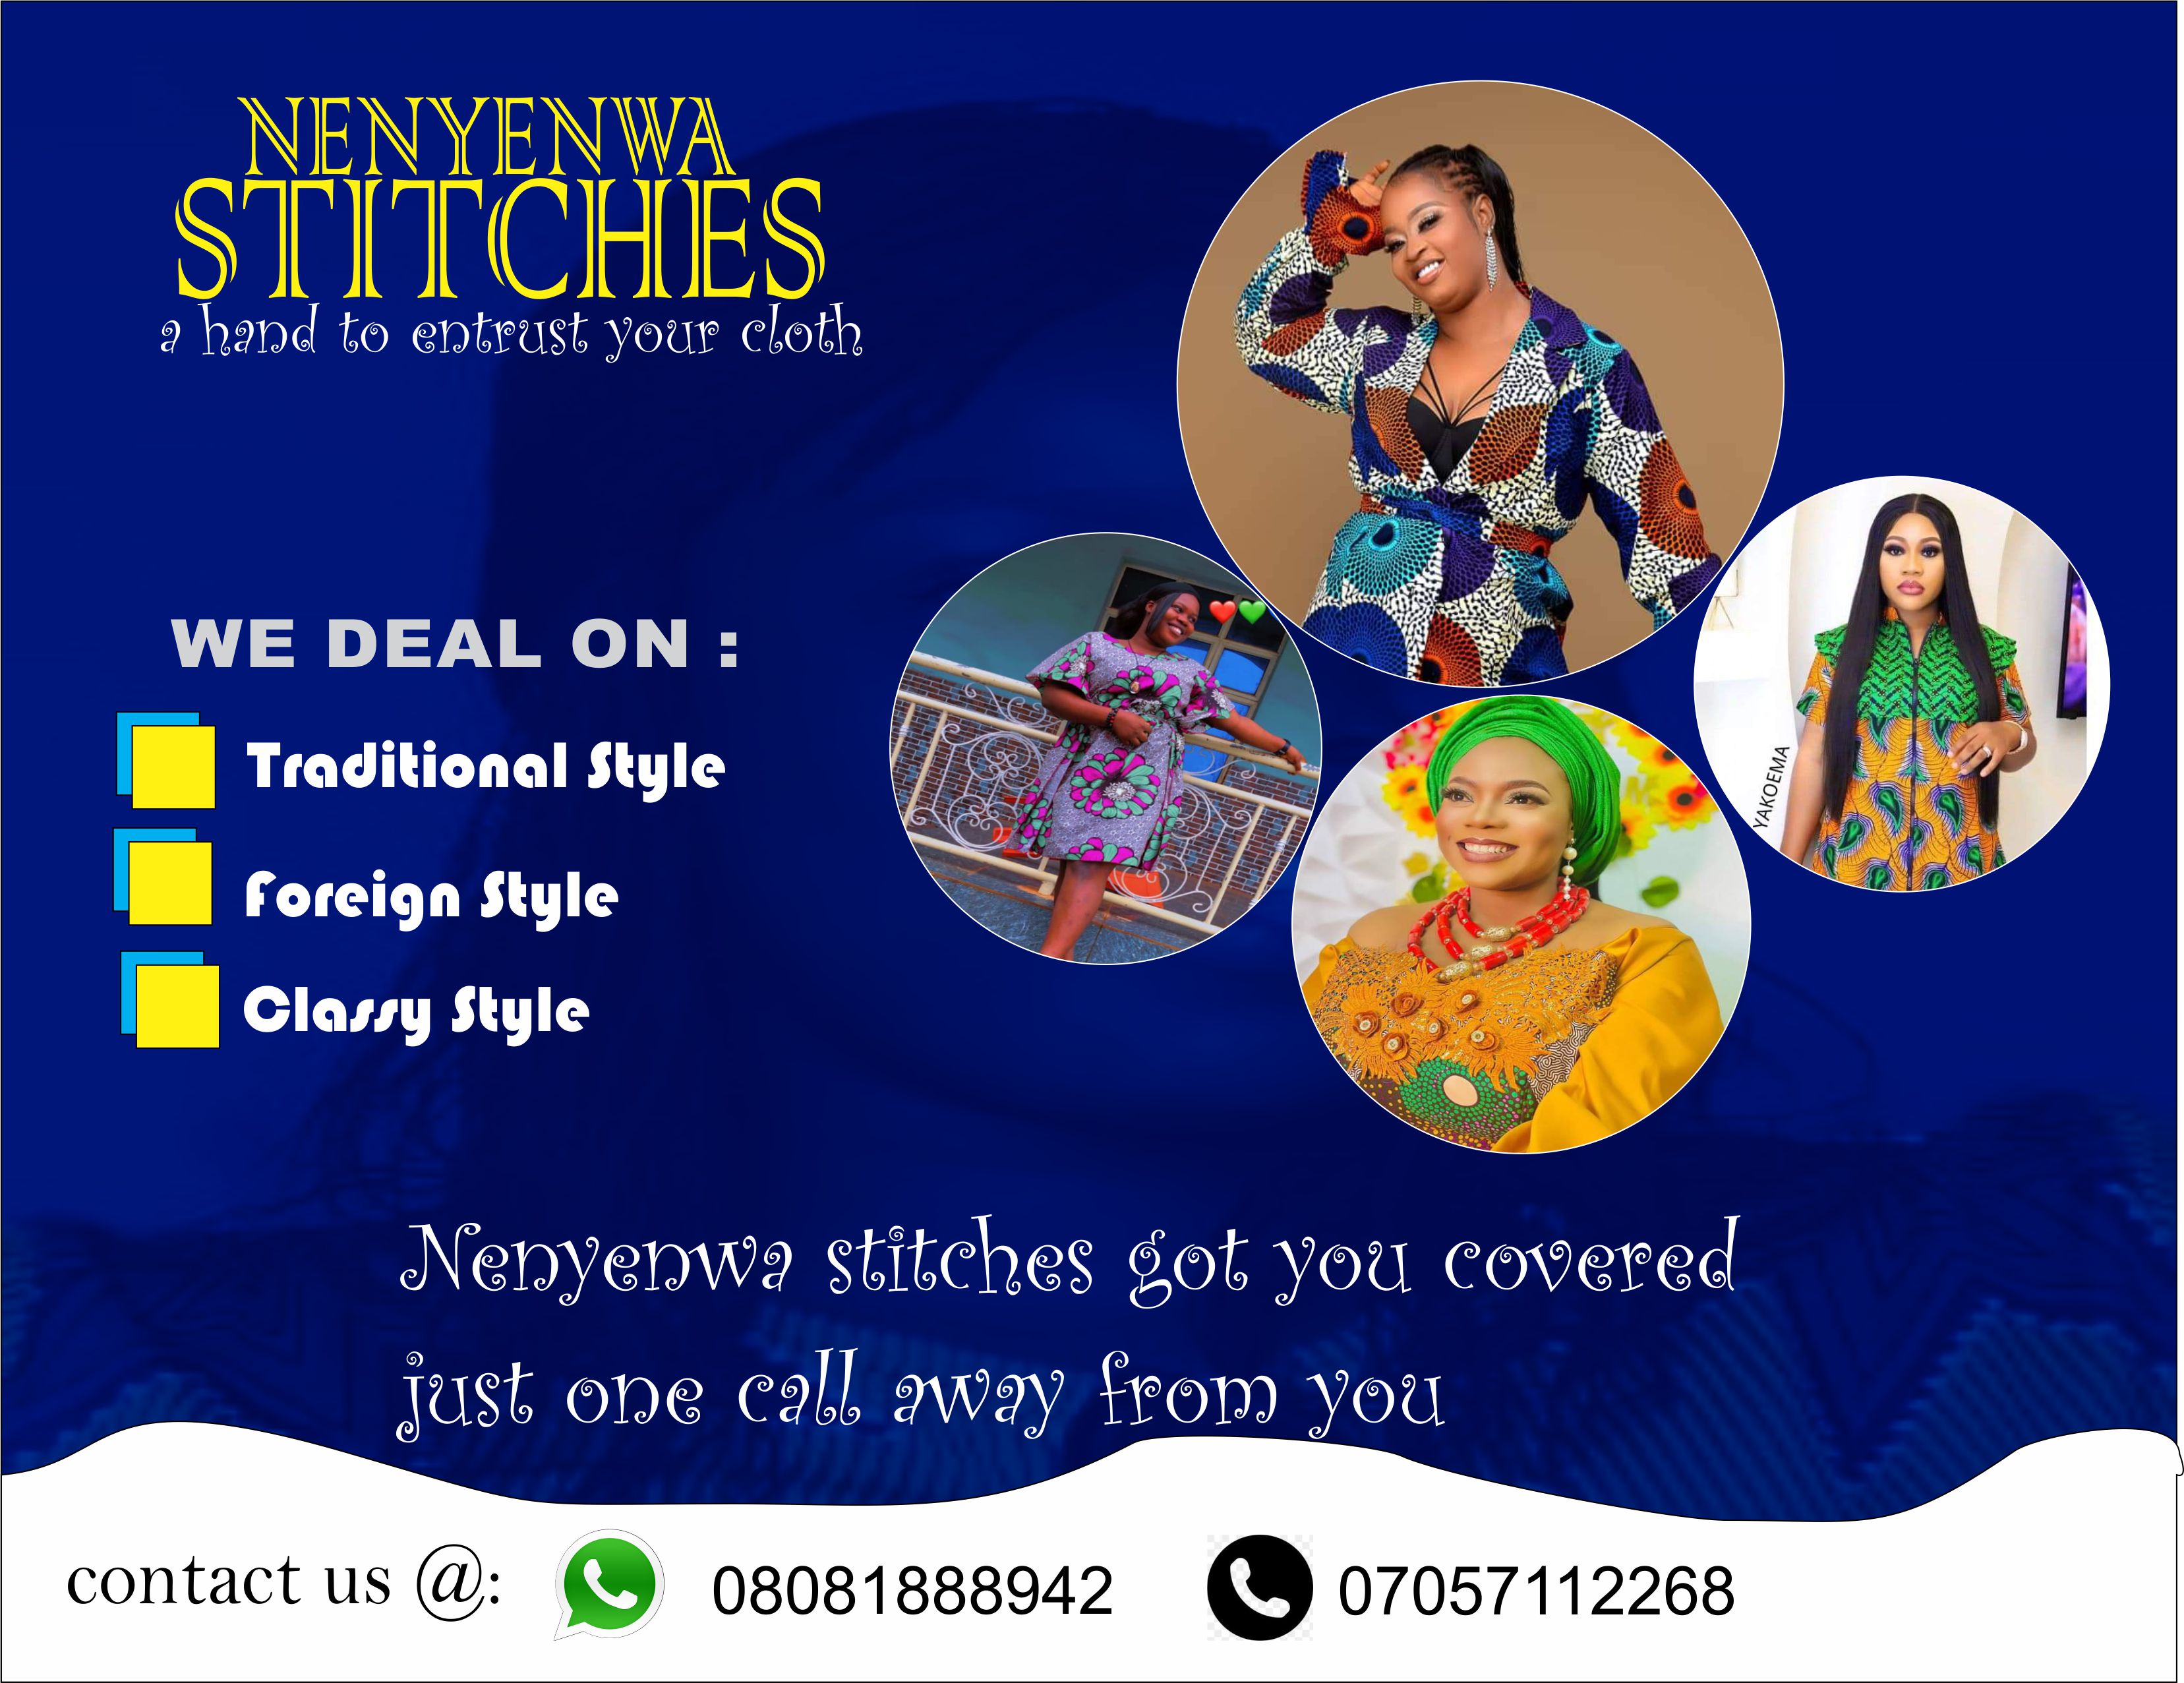 NENYENWA
STITCHES
a hand to entrust your cloth
WE DEAL ON :
Traditional Style
Foreign Style
Classy Style
YAKOEMA
Nenyenwa stitches got you covered
just one call away from you
contact us @: 08081888942 07057112268